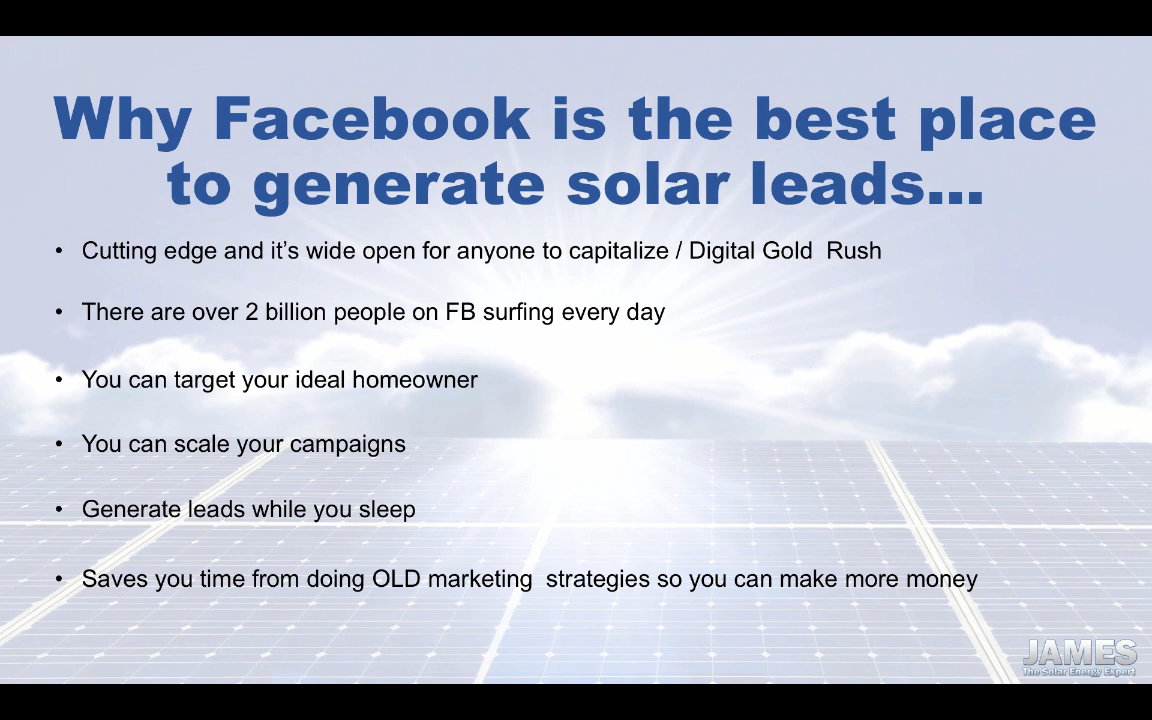 Why Facebook is the best place
to generate solar leads...
• Cutting edge and it’s wide open for anyone to capitalize / Digital Gold  Rush
• There are over 2 billion people on FB surfing every day
• You can target your ideal homeowner
• You can scale your campaigns
• Generate leads while you sleep
• Saves you time from doing OLD marketing  strategies so you can make more money
JAMES
The Solar Energy Expert